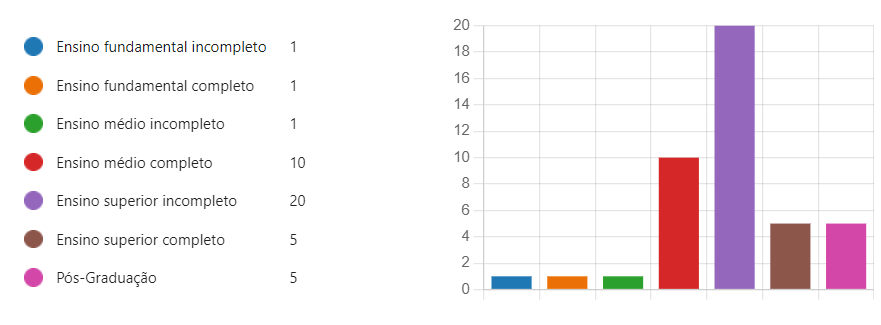 Ensino fundamental incompleto 1
Ensino fundamental completo 1
Ensino médio incompleto 1
Ensino médio completo 10
Ensino superior incompleto 20
Ensino superior completo 5
Pós-Graduação 5
20
18
16
14
12
10
8
6
4
2
0